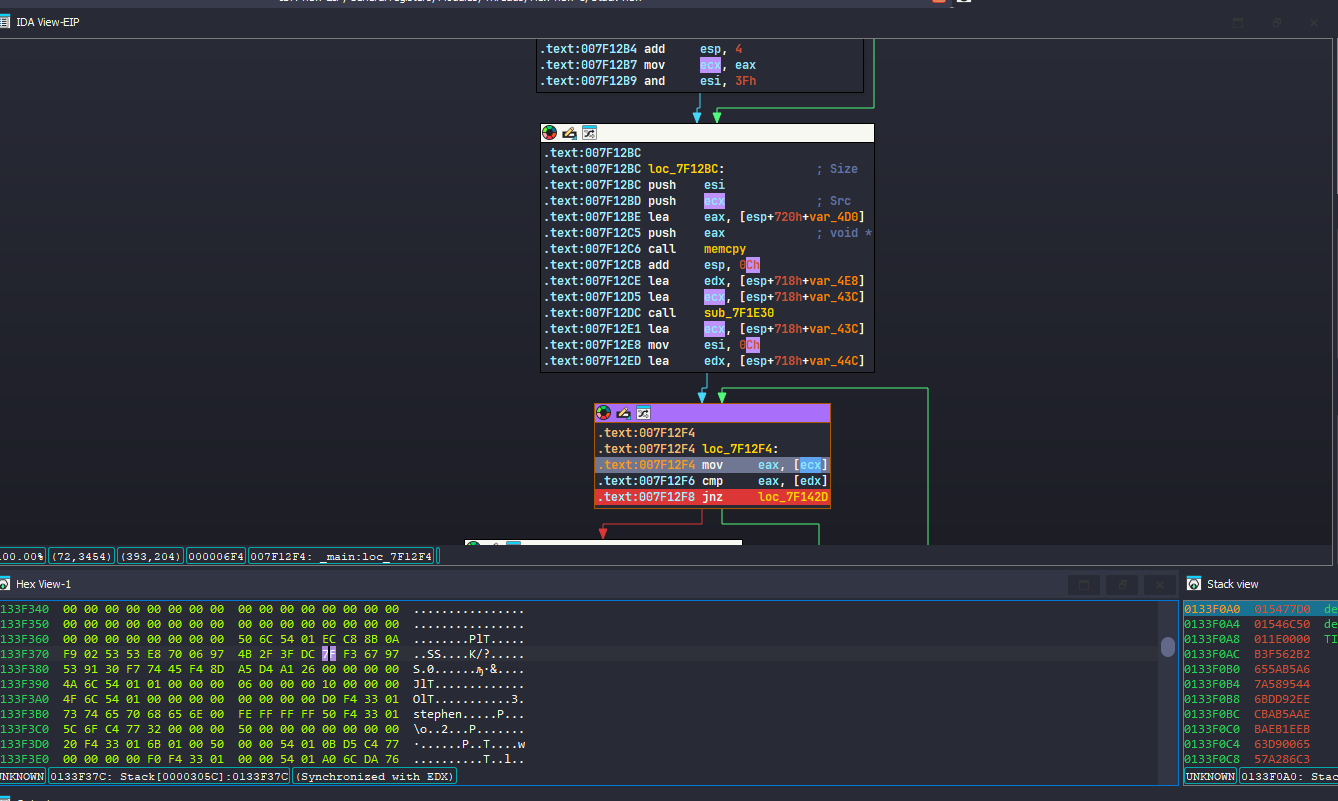 IDA View-EIP
.text:007F12B4 add esp, 4
.text:007F12B7 mov ecx, eax
.text:007F12B9 and esi, 3Fh
.text:007F12BC
.text:007F12BC loc_7F12BC: ; Size
.text:007F12BC push esi
.text:007F12BD push ecx ; Src
.text:007F12BE lea eax, [esp+720h+var_4D0]
.text:007F12C5 push eax ; void *
.text:007F12C6 call memcpy
.text:007F12CB add esp, 0Ch
.text:007F12CE lea edx, [esp+718h+var_4E8]
.text:007F12D5 lea ecx, [esp+718h+var_43C]
.text:007F12DC call sub_7F1E30
.text:007F12E1 lea ecx, [esp+718h+var_43C]
.text:007F12E8 mov esi, 0Ch
.text:007F12ED lea edx, [esp+718h+var_44C]
.text:007F12F4
.text:007F12F4 loc_7F12F4:
.text:007F12F4 mov eax, [ecx]
.text:007F12F6 cmp eax, [edx]
.text:007F12F8 jnz loc_7F142D
00.00% (72,3454) (393,204) 000006F4 007F12F4: _main:loc_7F12F4
Hex View-1
133F340 00 00 00 00 00 00 00 00 00 00 00 00 00 00 00 00 ................
133F350 00 00 00 00 00 00 00 00 00 00 00 00 00 00 00 00 ................
133F360 00 00 00 00 00 00 00 00 50 6C 54 01 EC C8 8B 0A ........PlT.....
133F370 F9 02 53 53 E8 70 06 97 4B 2F 3F DC 7F F3 67 97 ..SS....K/?.....
133F380 53 91 30 F7 74 45 F4 8D A5 D4 A1 26 00 00 00 00
133F390 4A 6C 54 01 01 00 00 00 06 00 00 00 10 00 00 00 JlT.............
133F3A0 4F 6C 54 01 00 00 00 00 00 00 00 00 D0 F4 33 01 OlT...........3.
133F3B0 73 74 65 70 68 65 6E 00 FE FF FF FF 50 F4 33 01 stephen.....P...
133F3C0 5C 6F C4 77 32 00 00 00 50 00 00 00 00 00 00 00 \o..2...P.......
133F3D0 20 F4 33 01 6B 01 00 50 00 00 54 01 0B D5 C4 77 ·......P..T....w
133F3E0 00 00 00 00 F0 F4 33 01 00 00 54 01 A0 6C DA 76 ..........T..l..
UNKNOWN 0133F37C: Stack[0000305C]:0133F37C (Synchronized with EDX)
Stack view
0133F0A0 015477D0 de
0133F0A4 01546C50 de
0133F0A8 011E0000 TI
0133F0AC B3F562B2
0133F0B0 655AB5A6
0133F0B4 7A589544
0133F0B8 6BDD92EE
0133F0BC CBAB5AAE
0133F0C0 BAEB1EEB
0133F0C4 63D90065
0133F0C8 57A286C3
UNKNOWN 0133F0A0: Stac